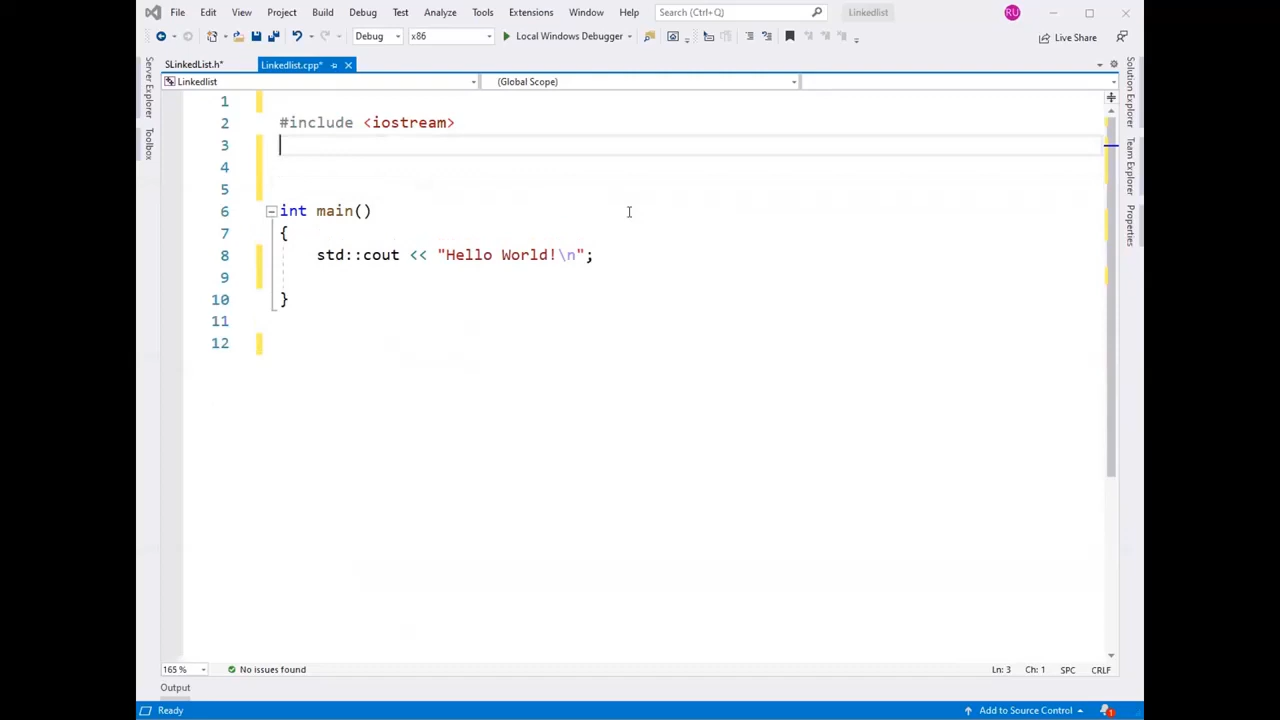 File Edit View Project Build Debug Test Analyze Tools Extensions Window Help Search (Ctrl+Q) Linkedlist RU
Debug x86 Local Windows Debugger Live Share
SLinkedList.h* Linkedlist.cpp*
Linkedlist (Global Scope)
Server Explorer
Toolbox
Solution Explorer
Team Explorer
Properties
1
2 #include <iostream>
3
4
5
6 int main()
7 {
8 std::cout << "Hello World!\n";
9
10 }
11
12
165 % No issues found Ln: 3 Ch: 1 SPC CRLF
Output
Ready Add to Source Control 1